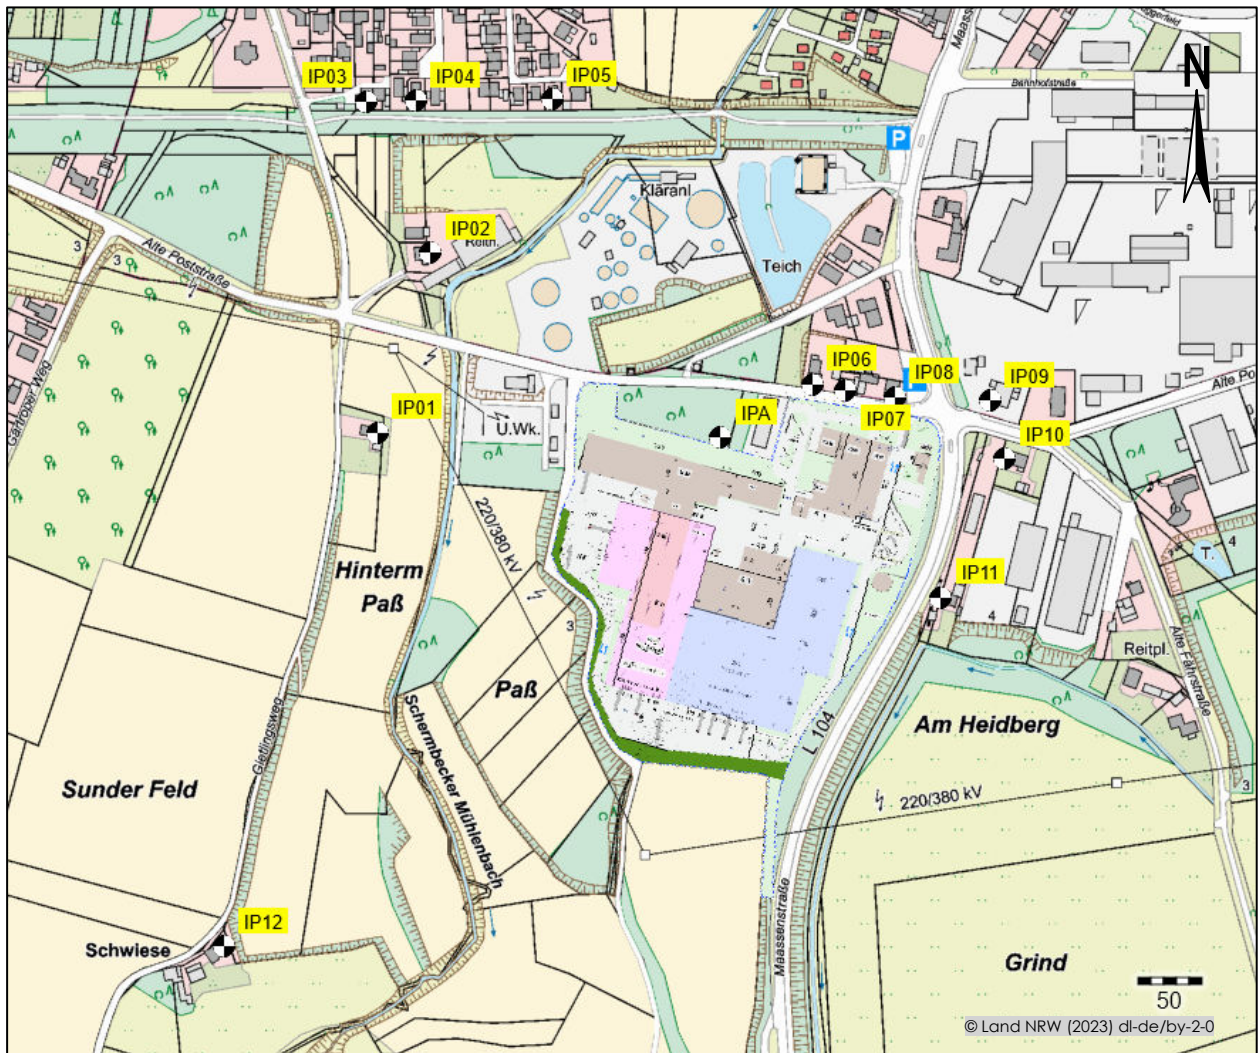 Maass
ggerfeld
IP03
IP04
IP05
N
Bahnhofstraße
P
Kläranl.
IP02
Reith.
3
3
Alte Poststraße
Teich
IP06
IP08
IP09
Alte Po
Gahlroper Weg
IP01
U.Wk.
IPA
IP07
IP10
220/380 kV
Hinterm
Paß
IP11
4
T.
4
3
Reitpl.
Alte Fährstraße
Paß
Schermbecker Mühlenbach
Gietlingsweg
L 104
Am Heidberg
Sunder Feld
220/380 kV
3
IP12
Schwiese
Maassenstraße
Grind
50
© Land NRW (2023) dl-de/by-2-0